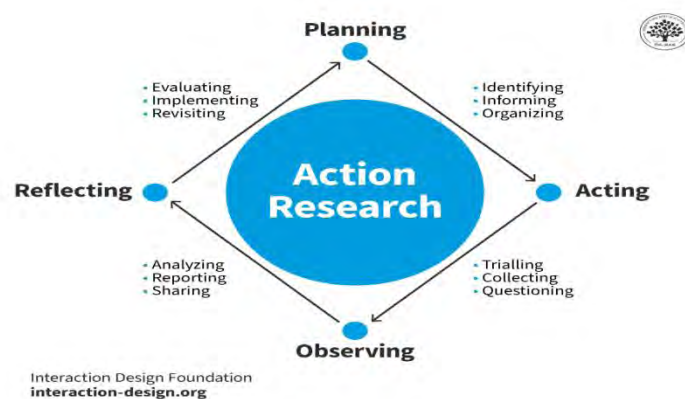 Planning
• Evaluating
• Implementing
• Revisiting
• Identifying
• Informing
• Organizing
Reflecting
Action
Research
Acting
• Analyzing
• Reporting
• Sharing
• Trialling
• Collecting
• Questioning
Observing
Interaction Design Foundation
interaction-design.org